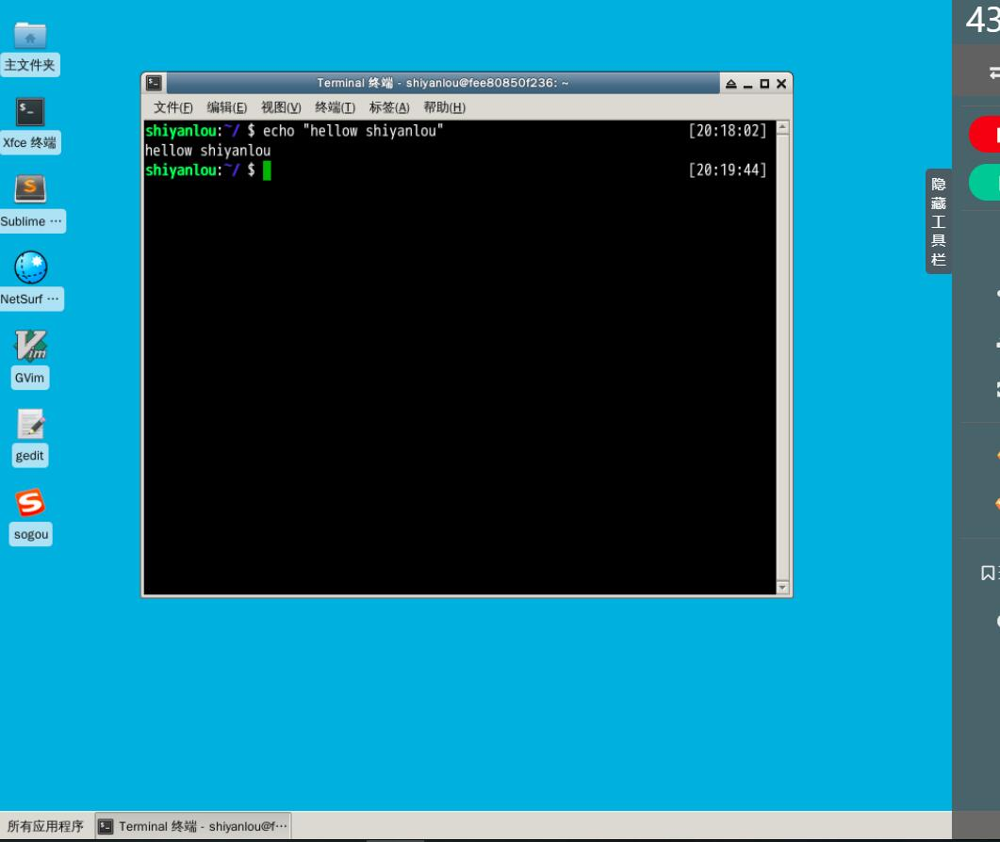 43
主文件夹
Xfce 终端
Sublime ···
NetSurf ···
GVim
gedit
sogou
Terminal 终端 - shiyanlou@fee80850f236: ~
文件(F) 编辑(E) 视图(V) 终端(T) 标签(A) 帮助(H)
shiyanlou:~/ $ echo "hellow shiyanlou" [20:18:02]
hellow shiyanlou
shiyanlou:~/ $ [20:19:44]
隐
藏
工
具
栏
所有应用程序 Terminal 终端 - shiyanlou@f···